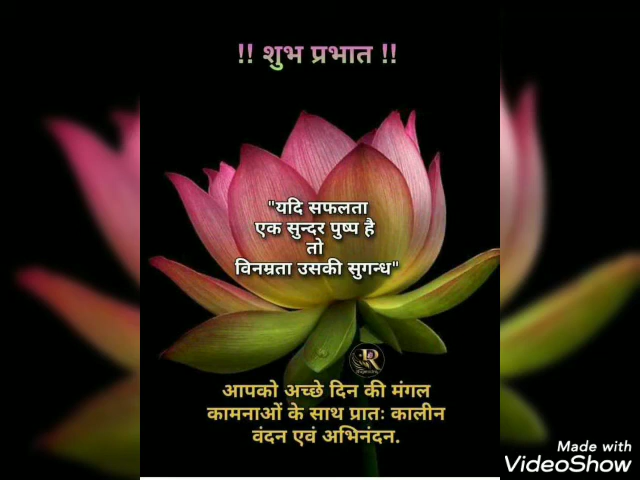 !! शुभ प्रभात !!
"यदि सफलता
एक सुन्दर पुष्प है
तो
विनम्रता उसकी सुगन्ध"
R
आपको अच्छे दिन की मंगल
कामनाओं के साथ प्रातः कालीन
वंदन एवं अभिनंदन.
Made with
VideoShow